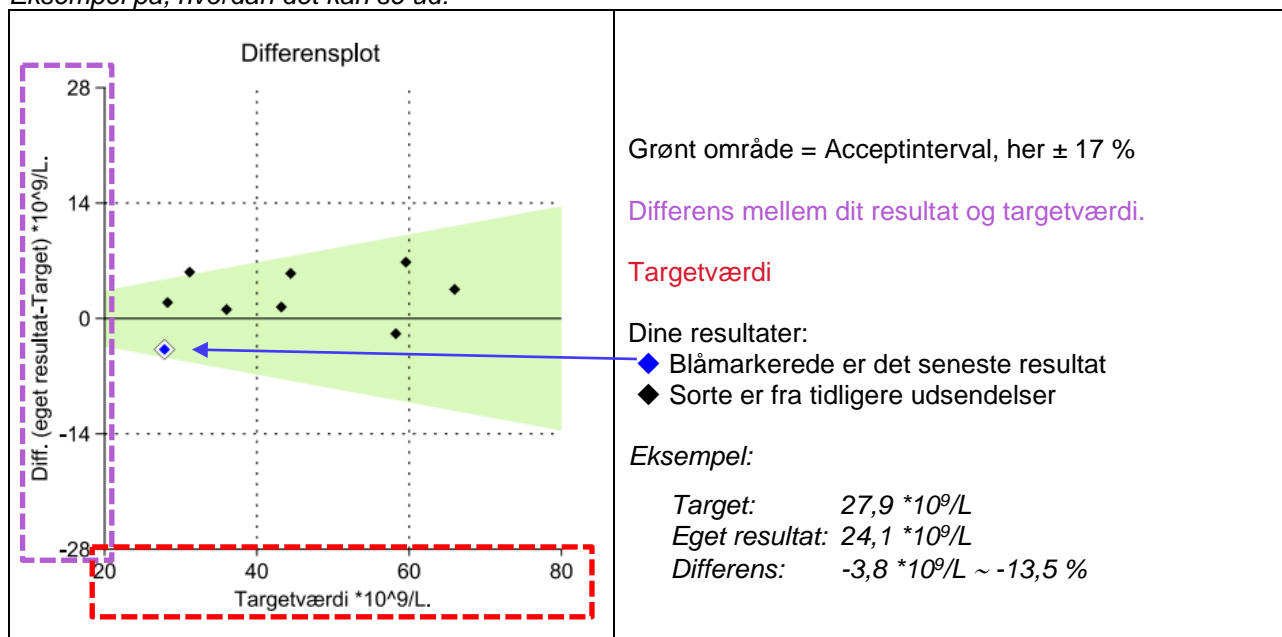 Eksempel på, hvordan det kan se ud:
Differensplot
28
14
0
-14
-28
Diff. (eget resultat-Target) *10^9/L.
20 40 60 80
Targetværdi *10^9/L.
Grønt område = Acceptinterval, her ± 17 %
Differens mellem dit resultat og targetværdi.
Targetværdi
Dine resultater:
Blåmarkerede er det seneste resultat
Sorte er fra tidligere udsendelser
Eksempel:
Target: 27,9 *10⁹/L
Eget resultat: 24,1 *10⁹/L
Differens: -3,8 *10⁹/L ~ -13,5 %